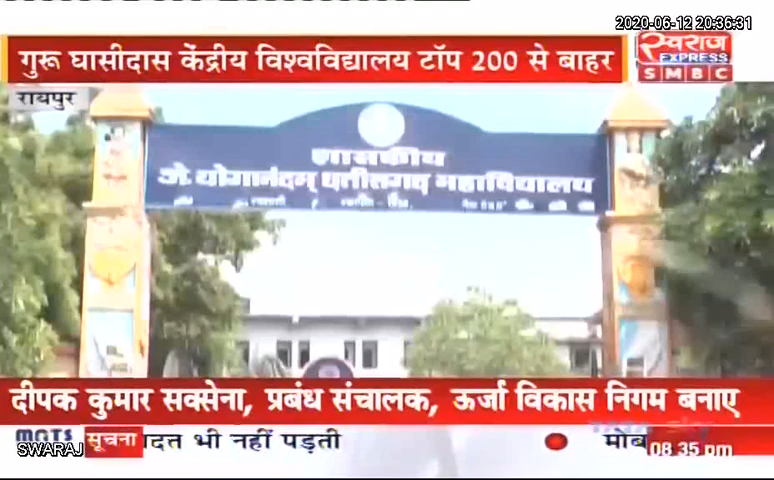 2020-06-12 20:36:31
गुरू घासीदास केंद्रीय विश्वविद्यालय टॉप 200 से बाहर
स्वराज
EXPRESS
SMBC
रायपुर
शासकीय
जे. योगानंदम् छत्तीसगढ़ महाविद्यालय
दीपक कुमार सक्सेना, प्रबंध संचालक, ऊर्जा विकास निगम बनाए
सूचना
दत भी नहीं पड़ती
मोब
SWARAJ
08:35 pm